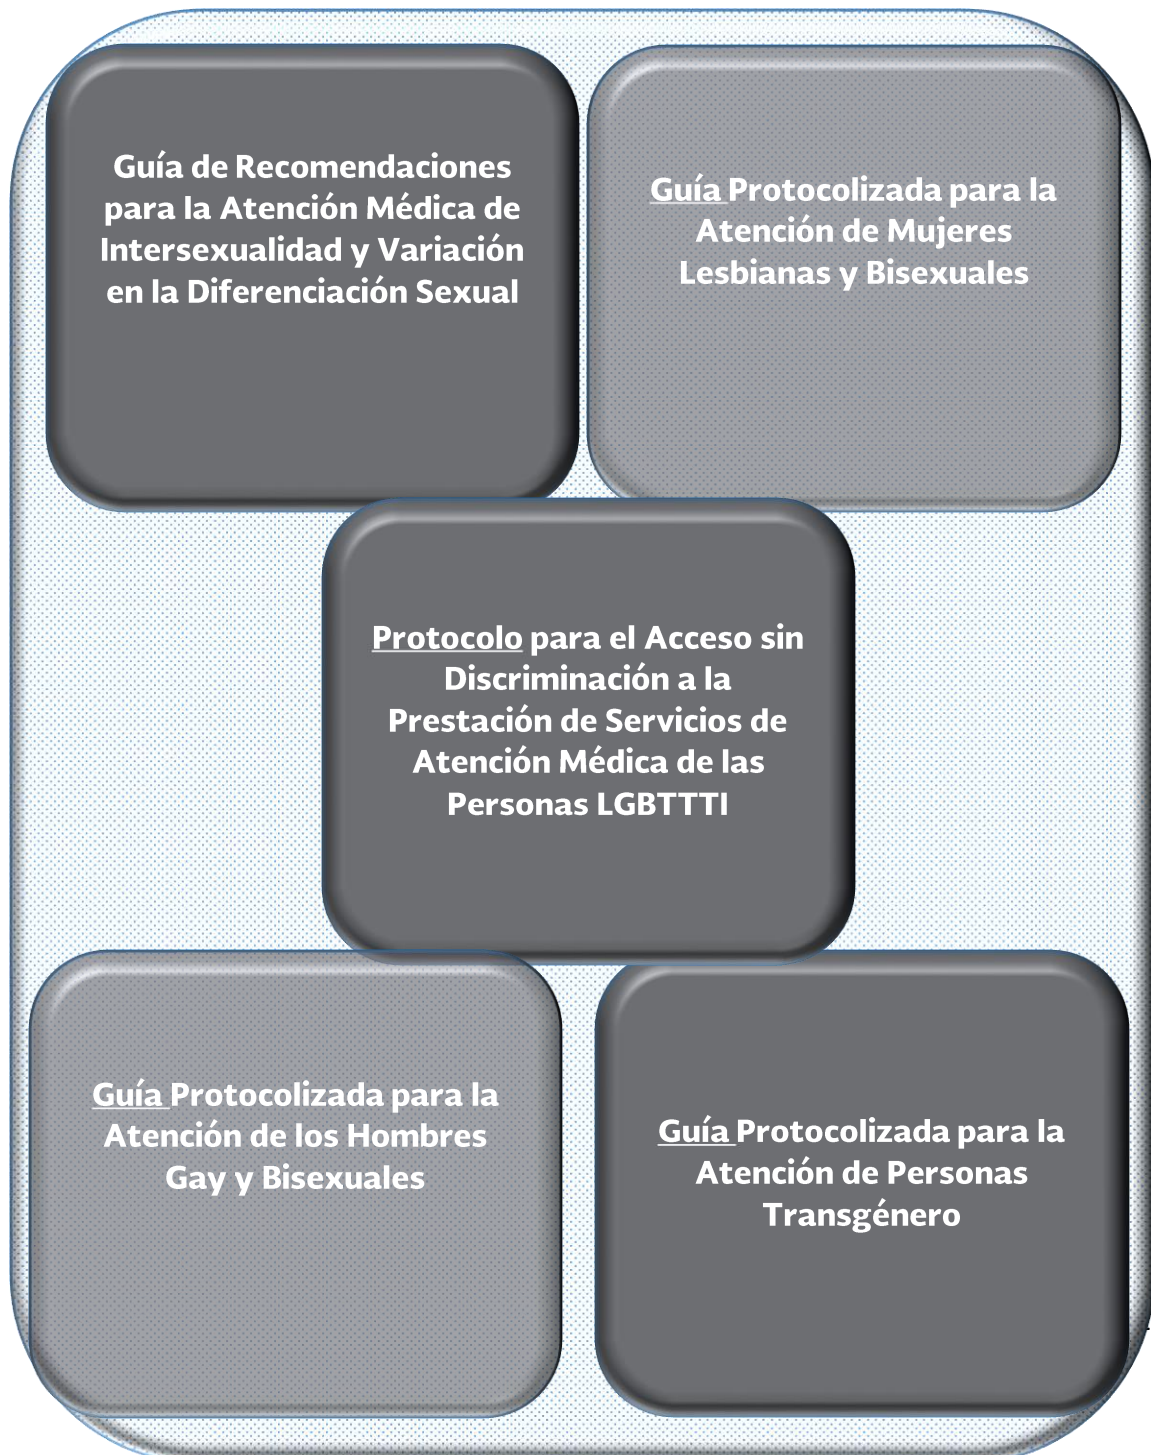 Guía de Recomendaciones
para la Atención Médica de
Intersexualidad y Variación
en la Diferenciación Sexual
Guía Protocolizada para la
Atención de Mujeres
Lesbianas y Bisexuales
Protocolo para el Acceso sin
Discriminación a la
Prestación de Servicios de
Atención Médica de las
Personas LGBTTTI
Guía Protocolizada para la
Atención de los Hombres
Gay y Bisexuales
Guía Protocolizada para la
Atención de Personas
Transgénero